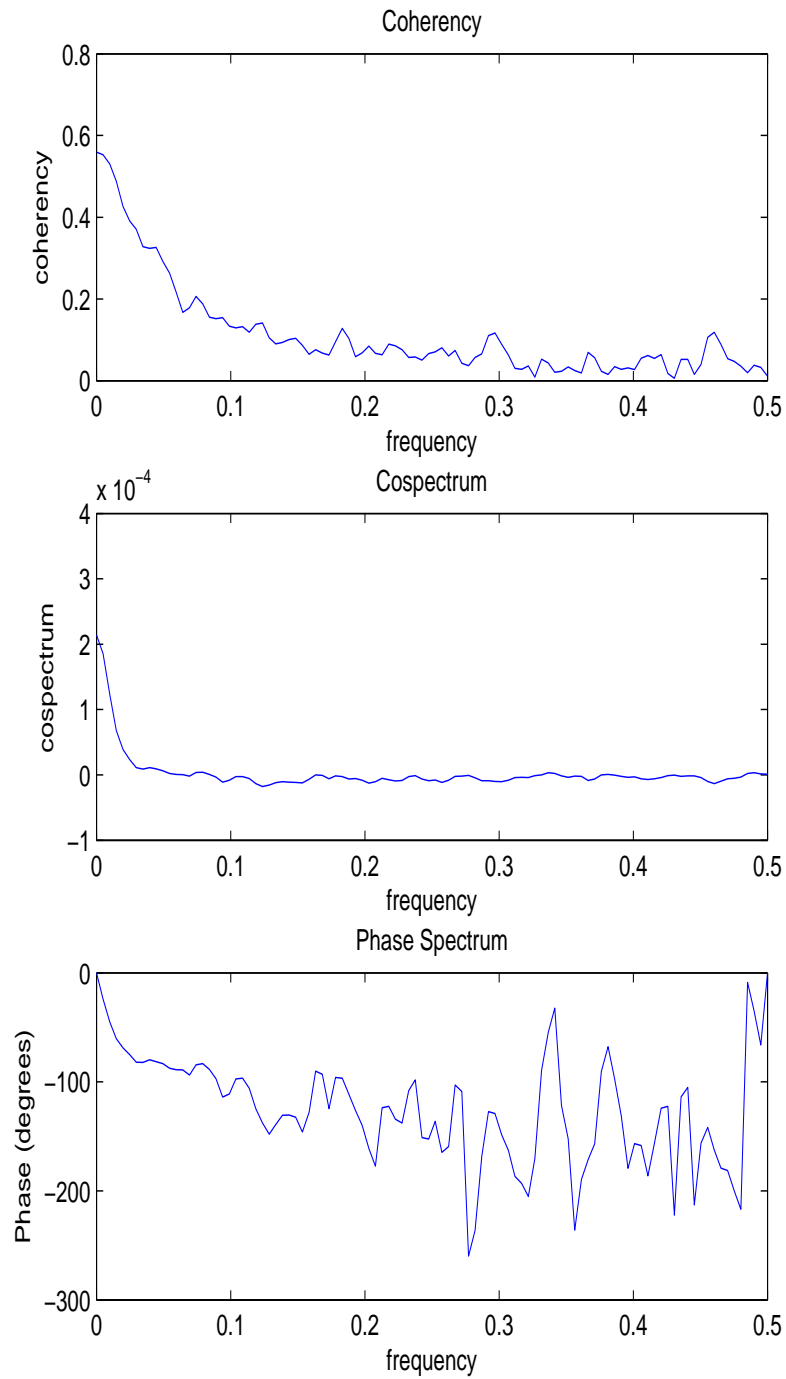 Coherency
0.8
0.6
0.4
0.2
0
coherency
0 0.1 0.2 0.3 0.4 0.5
frequency
x 10−4
Cospectrum
4
3
2
1
0
−1
cospectrum
0 0.1 0.2 0.3 0.4 0.5
frequency
Phase Spectrum
0
−100
−200
−300
Phase (degrees)
0 0.1 0.2 0.3 0.4 0.5
frequency